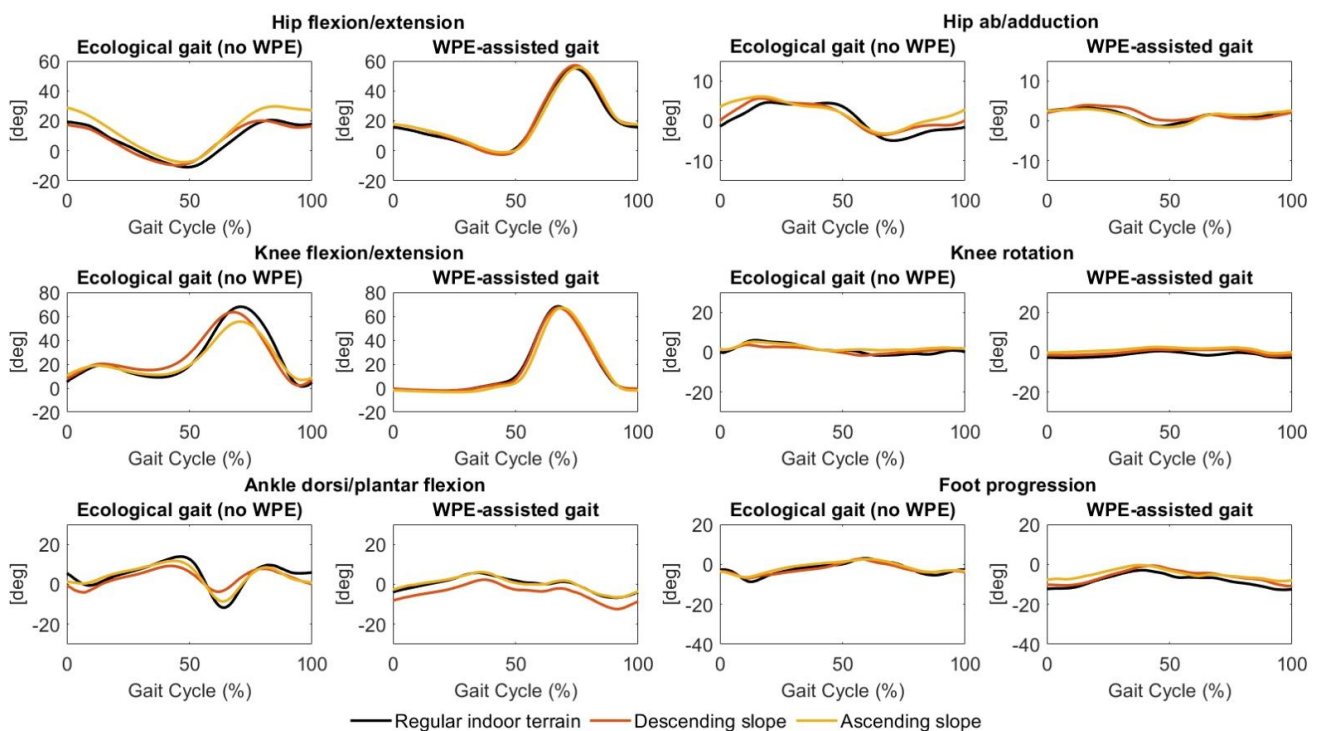 Hip flexion/extension
Hip ab/adduction
Ecological gait (no WPE)
WPE-assisted gait
Ecological gait (no WPE)
WPE-assisted gait
[deg]
60
40
20
0
-20
0
50
100
Gait Cycle (%)
[deg]
60
40
20
0
-20
0
50
100
Gait Cycle (%)
[deg]
10
0
-10
0
50
100
Gait Cycle (%)
[deg]
10
0
-10
0
50
100
Gait Cycle (%)
Knee flexion/extension
Knee rotation
Ecological gait (no WPE)
WPE-assisted gait
Ecological gait (no WPE)
WPE-assisted gait
[deg]
80
60
40
20
0
-20
0
50
100
Gait Cycle (%)
[deg]
80
60
40
20
0
-20
0
50
100
Gait Cycle (%)
[deg]
20
0
-20
0
50
100
Gait Cycle (%)
[deg]
20
0
-20
0
50
100
Gait Cycle (%)
Ankle dorsi/plantar flexion
Foot progression
Ecological gait (no WPE)
WPE-assisted gait
Ecological gait (no WPE)
WPE-assisted gait
[deg]
20
0
-20
0
50
100
Gait Cycle (%)
[deg]
20
0
-20
0
50
100
Gait Cycle (%)
[deg]
20
0
-20
-40
0
50
100
Gait Cycle (%)
[deg]
20
0
-20
-40
0
50
100
Gait Cycle (%)
Regular indoor terrain
Descending slope
Ascending slope